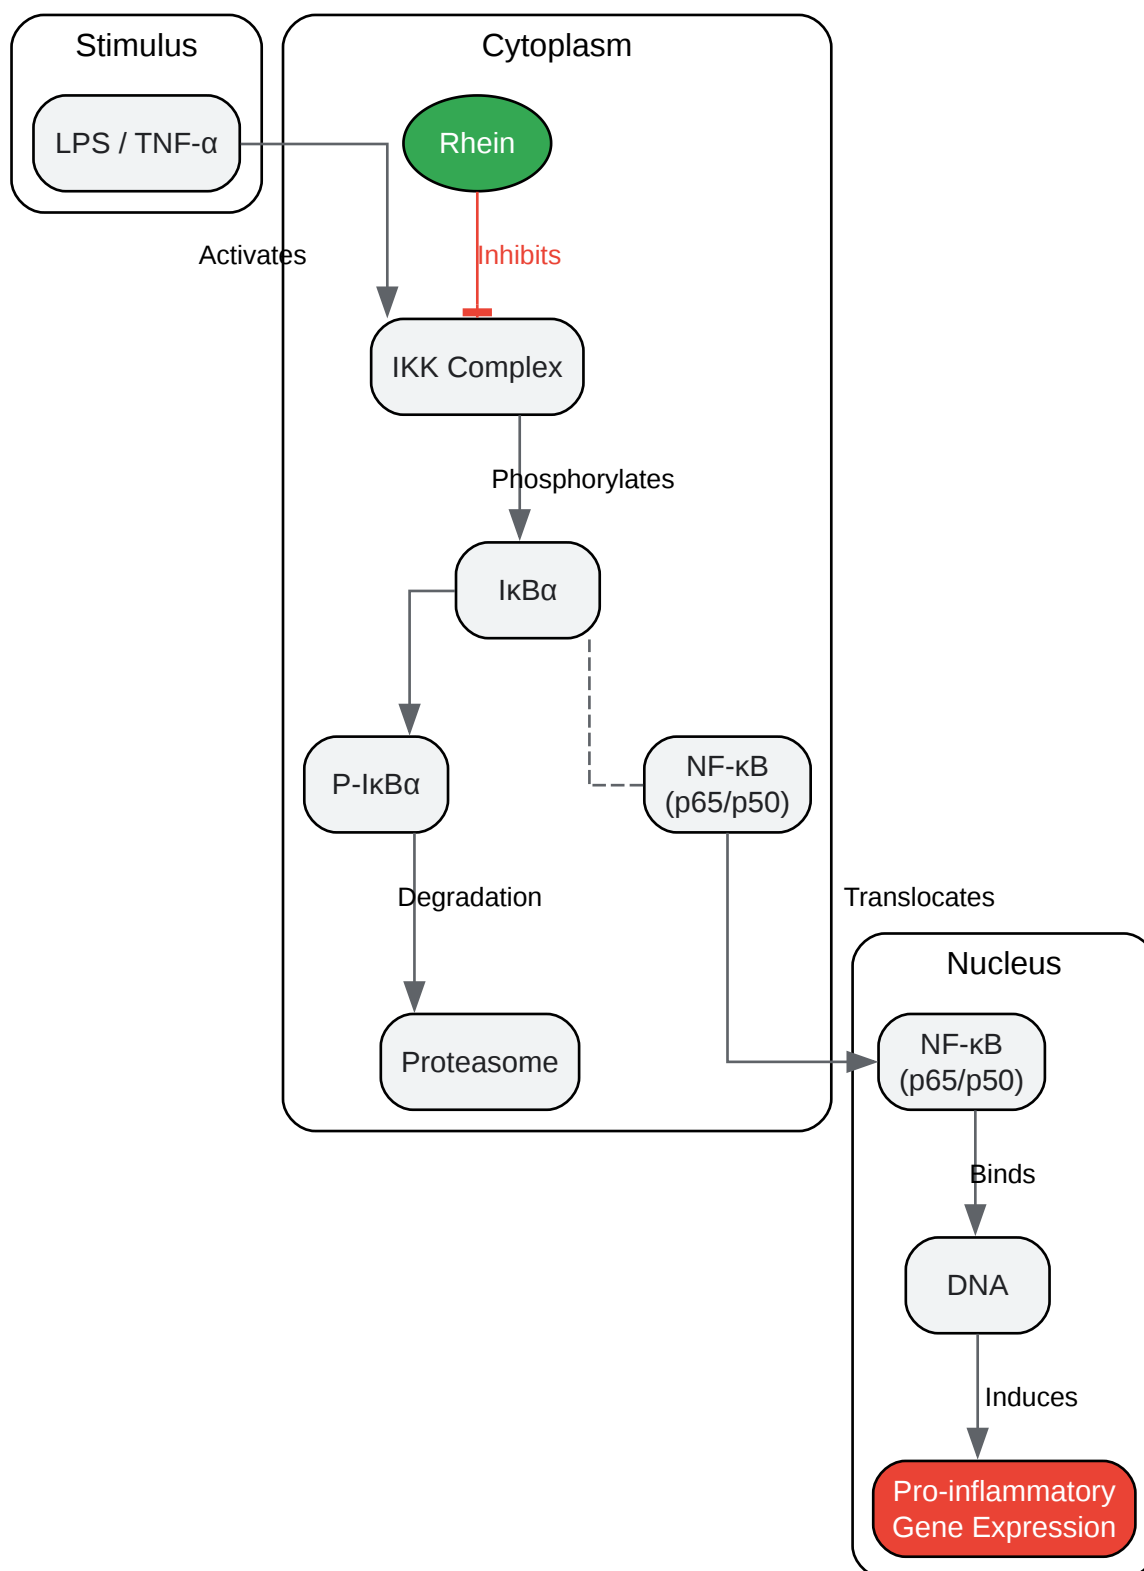 Stimulus
Cytoplasm
LPS / TNF-α
Rhein
Activates
Inhibits
IKK Complex
Phosphorylates
IκBα
P-IκBα
NF-κB
(p65/p50)
Degradation
Translocates
Nucleus
Proteasome
NF-κB
(p65/p50)
Binds
DNA
Induces
Pro-inflammatory
Gene Expression